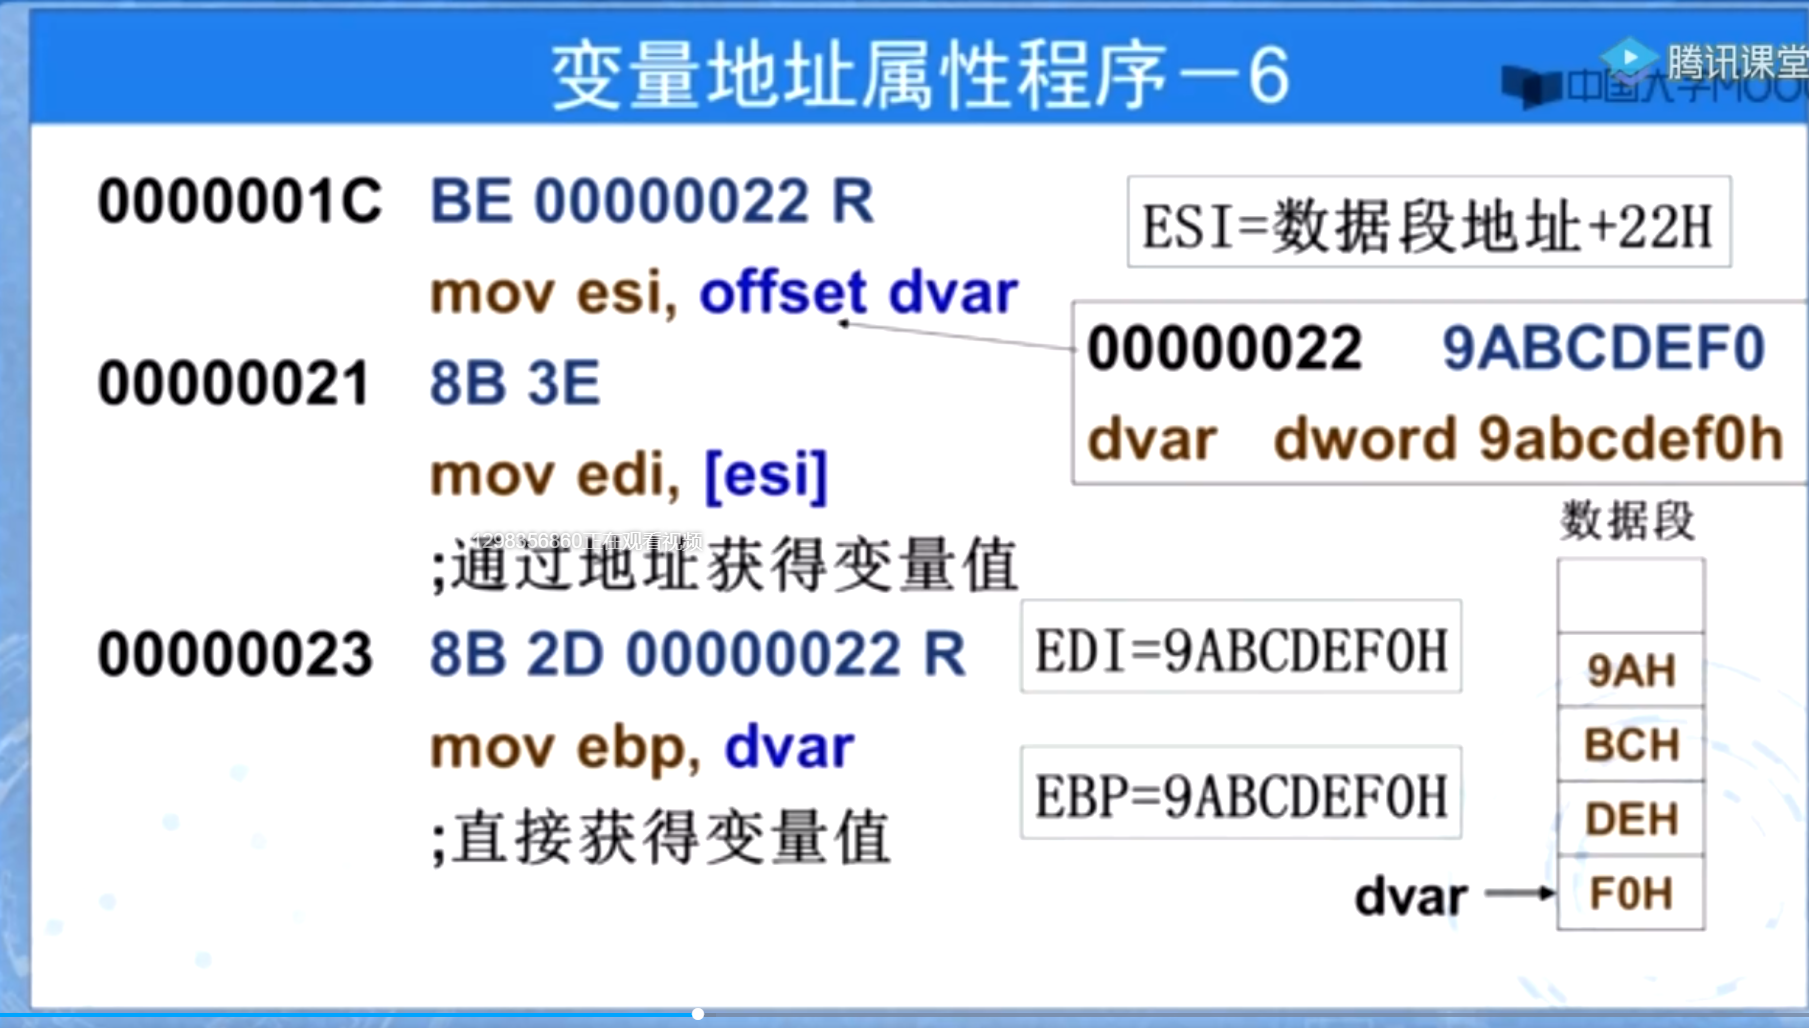 变量地址属性程序－6
腾讯课堂
中国大学MOO
0000001C BE 00000022 R
mov esi, offset dvar
ESI=数据段地址+22H
00000022 9ABCDEF0
dvar dword 9abcdef0h
00000021 8B 3E
mov edi, [esi]
1298356860正在观看视频
;通过地址获得变量值
EDI=9ABCDEF0H
00000023 8B 2D 00000022 R
mov ebp, dvar
;直接获得变量值
EBP=9ABCDEF0H
数据段
9AH
BCH
DEH
dvar F0H